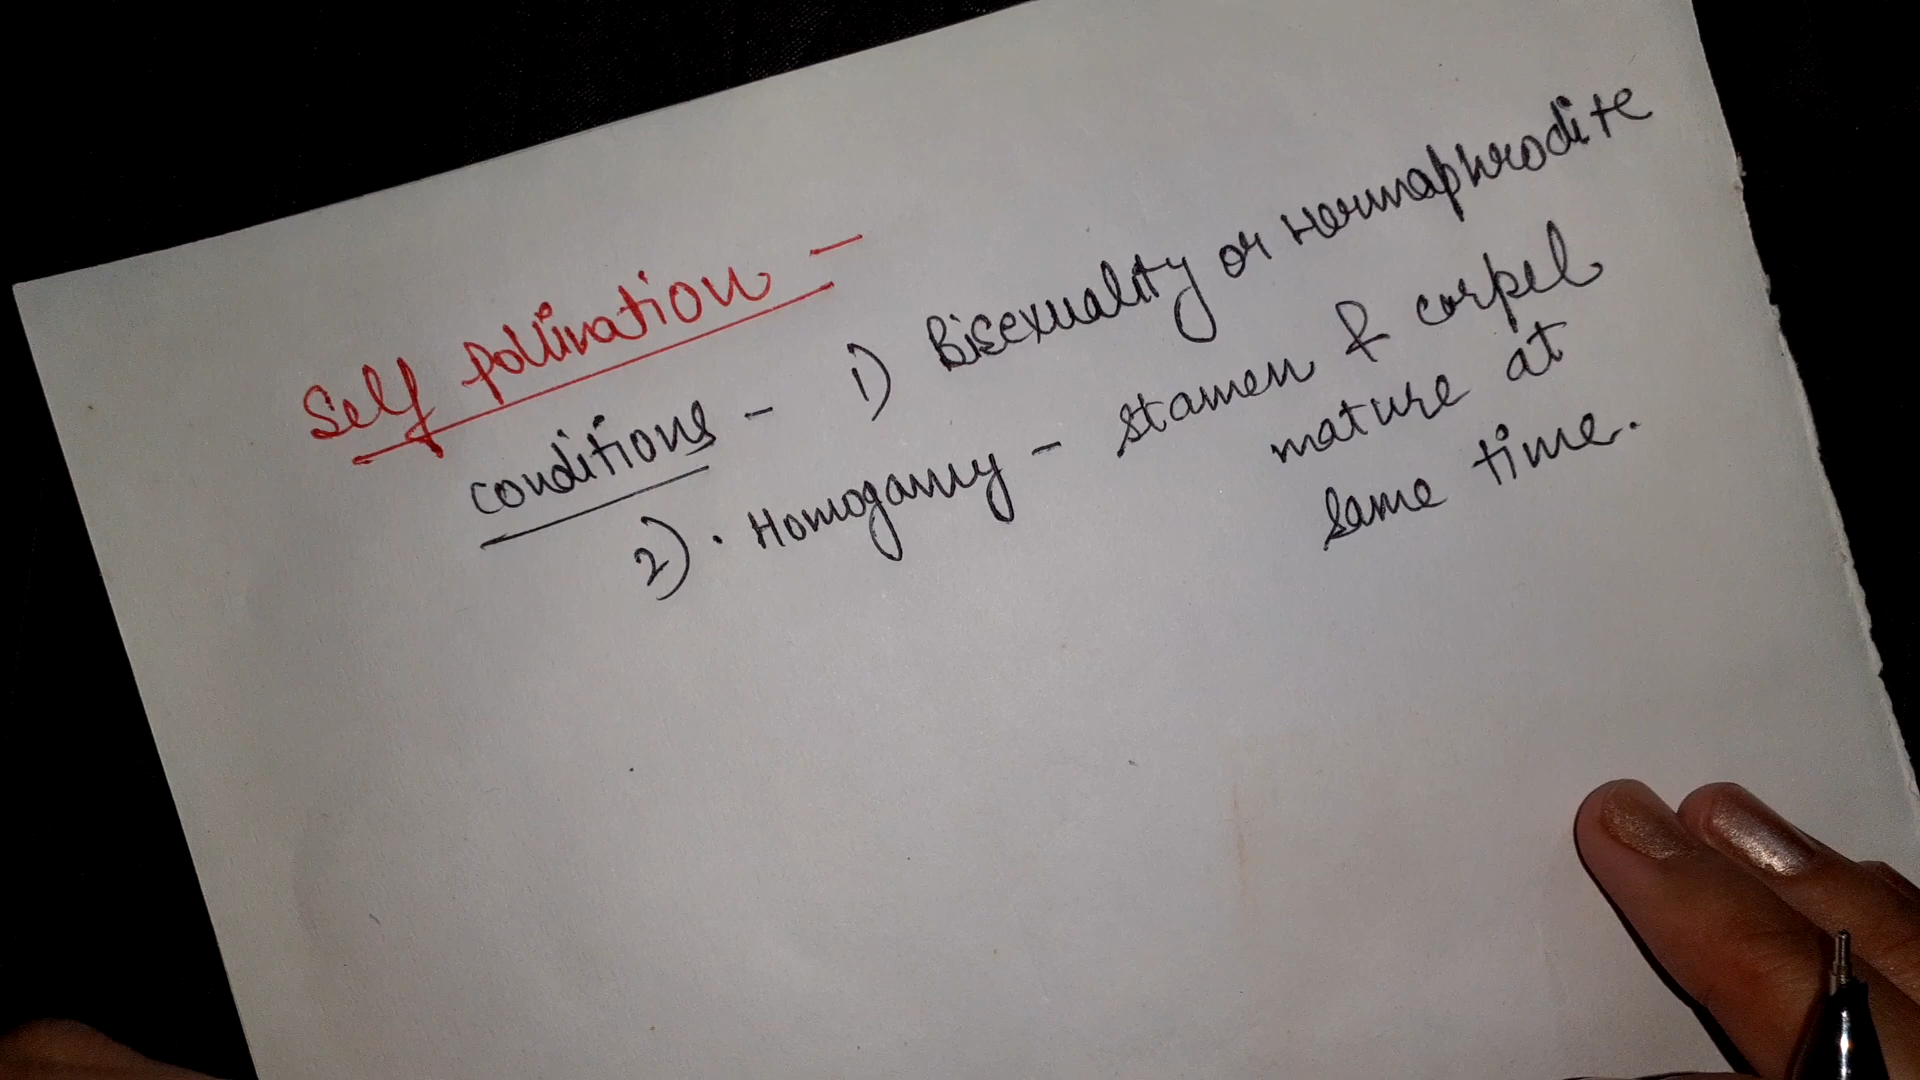 Self pollination -
conditions - 1) Bisexuality or Hermaphrodite
2). Homogamy - stamen & carpel
mature at
same time.